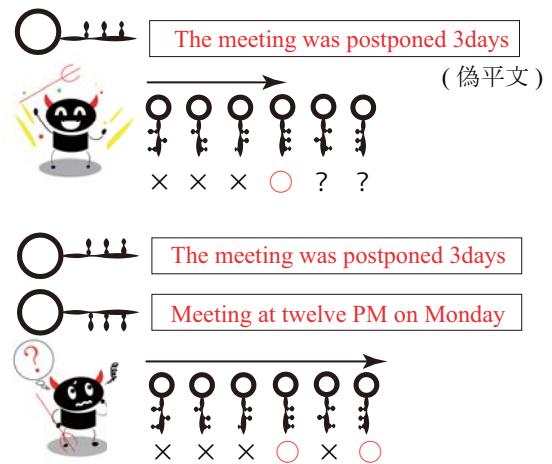 The meeting was postponed 3days
( 偽平文 )
× × × ○ ? ?
The meeting was postponed 3days
Meeting at twelve PM on Monday
?
× × × ○ × ○